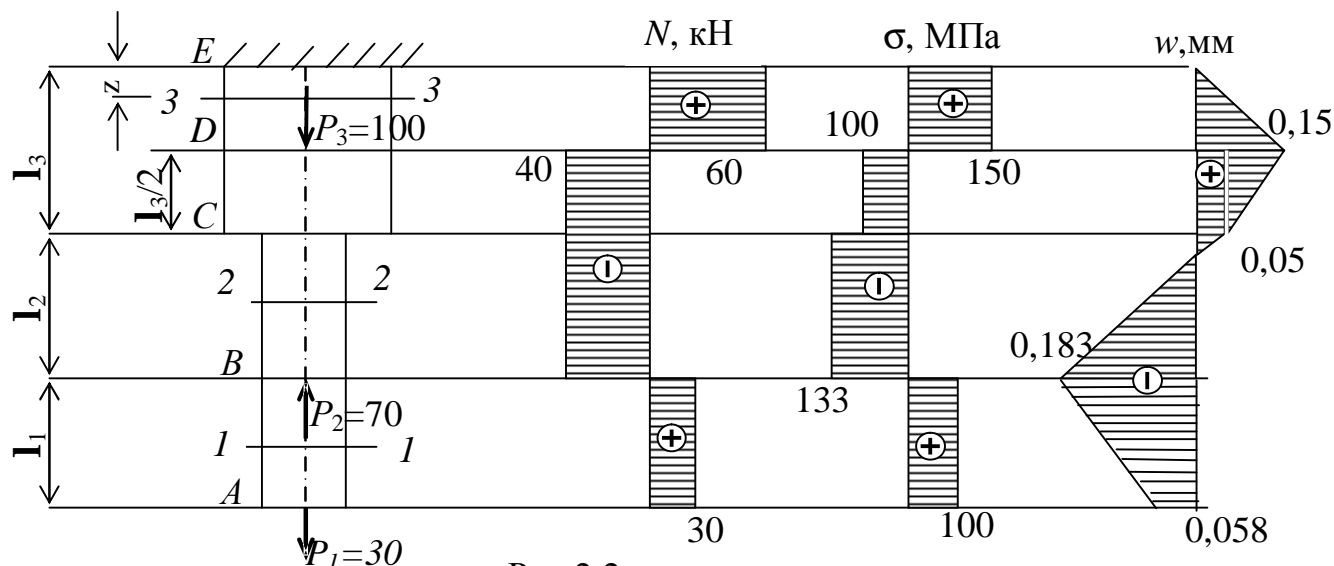 N, кН σ, МПа w,мм
E
z
3 3
D P₃=100 100 0,15
l₃ l₃/2 40 60 150
C
0,05
2 2
l₂
0,183
B
133
P₂=70
l₁ 1 1
A
30 100 0,058
P₁=30